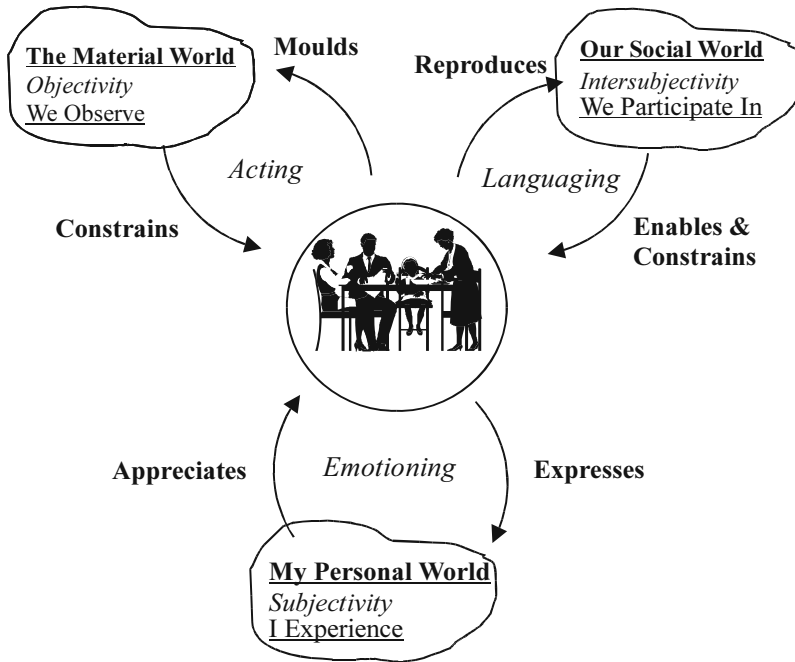 The Material World
Objectivity
We Observe
Moulds
Reproduces
Our Social World
Intersubjectivity
We Participate In
Acting
Languaging
Constrains
Enables &
Constrains
Appreciates
Emotioning
Expresses
My Personal World
Subjectivity
I Experience